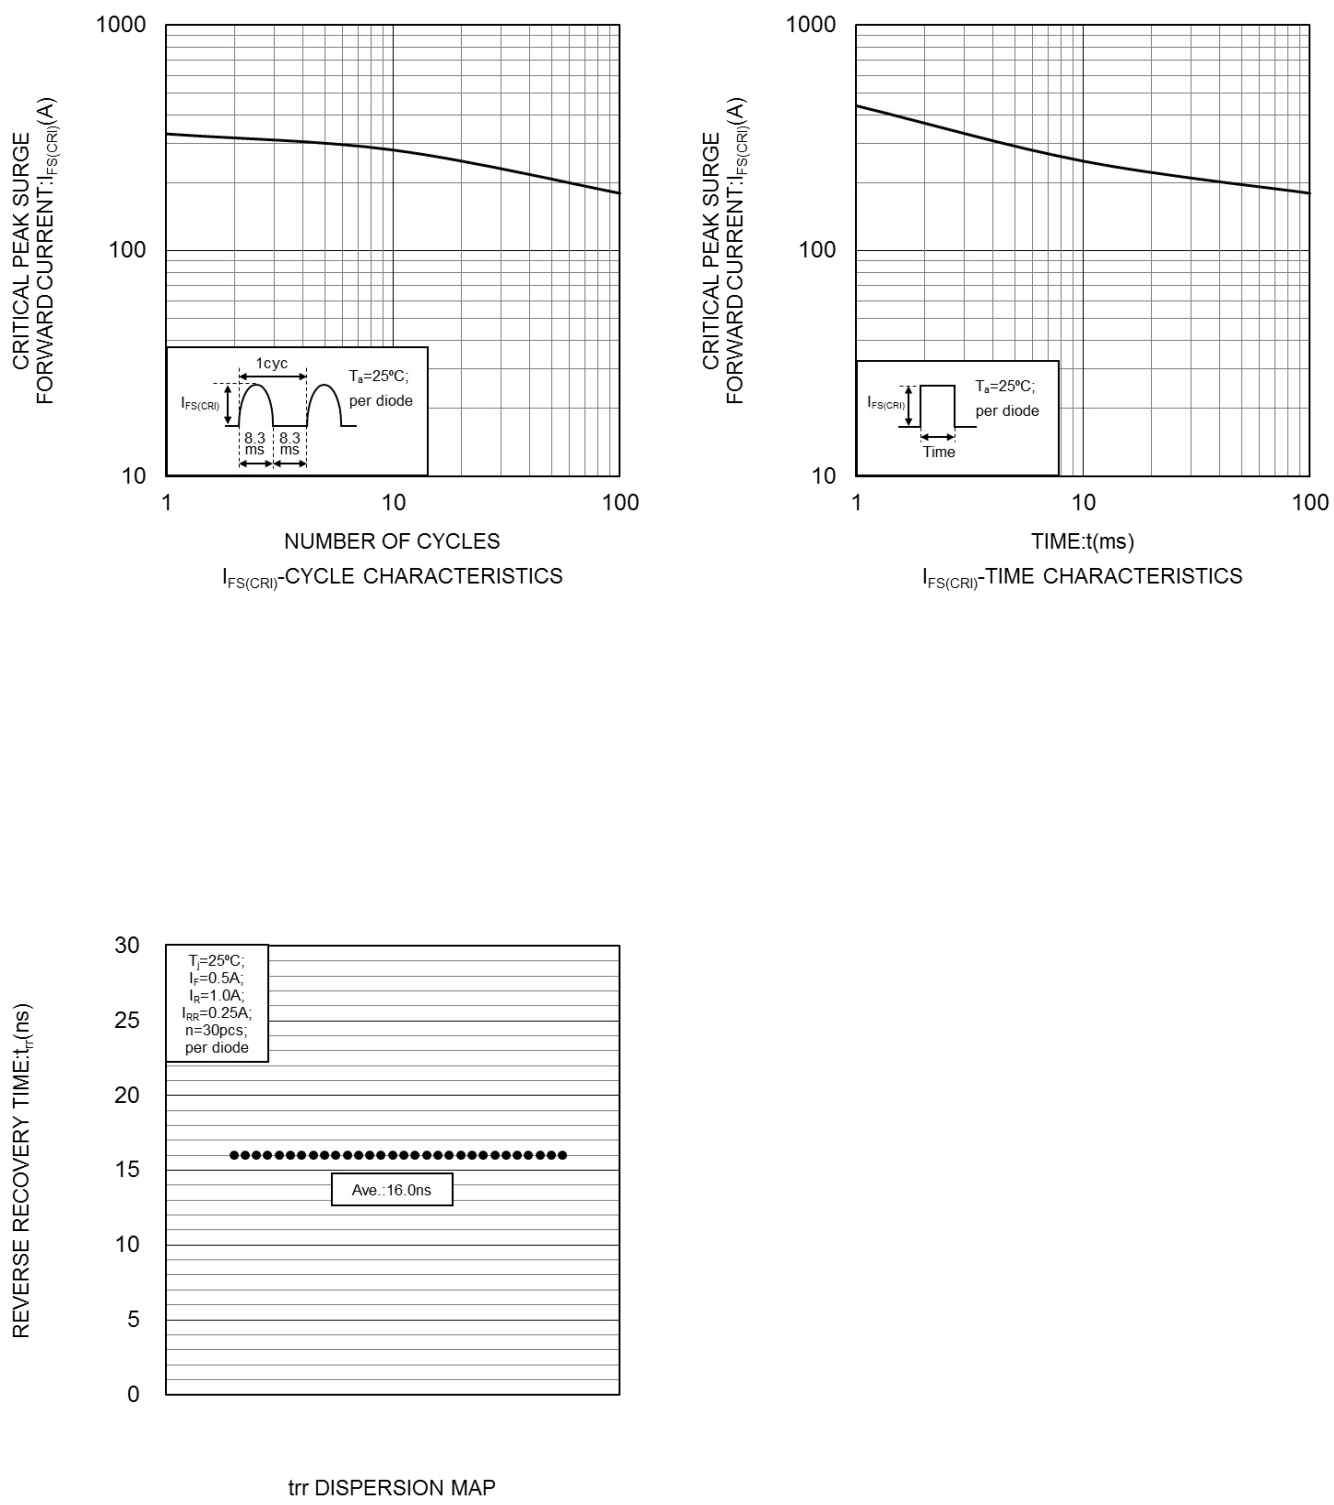 1000
100
10
1
10
100
CRITICAL PEAK SURGE
FORWARD CURRENT:IFS(CRI)(A)
1cyc
IFS(CRI)
Ta=25⁰C;
per diode
8.3
ms
8.3
ms
NUMBER OF CYCLES
IFS(CRI)-CYCLE CHARACTERISTICS
1000
100
10
1
10
100
CRITICAL PEAK SURGE
FORWARD CURRENT:IFS(CRI)(A)
IFS(CRI)
Ta=25⁰C;
per diode
Time
TIME:t(ms)
IFS(CRI)-TIME CHARACTERISTICS
30
25
20
15
10
5
0
REVERSE RECOVERY TIME:trr(ns)
Tj=25⁰C;
IF=0.5A;
IR=1.0A;
IRR=0.25A;
n=30pcs;
per diode
Ave.:16.0ns
trr DISPERSION MAP